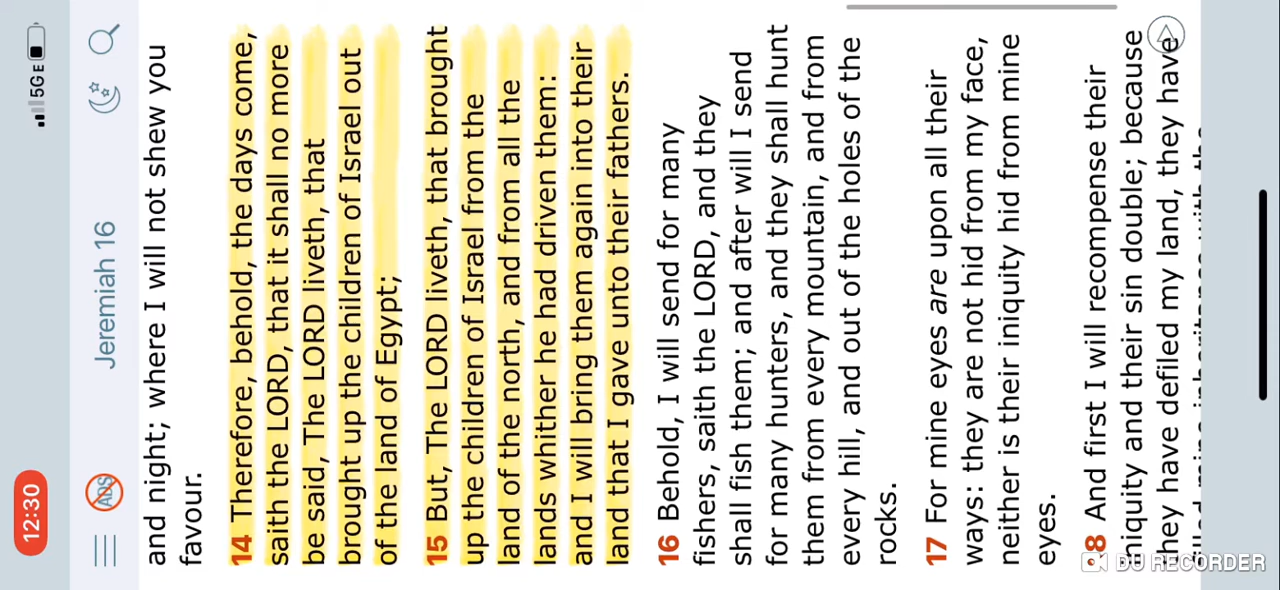 12:30
5GE
ADS
Jeremiah 16
and night; where I will not shew you
favour.
14 Therefore, behold, the days come,
saith the LORD, that it shall no more
be said, The LORD liveth, that
brought up the children of Israel out
of the land of Egypt;
15 But, The LORD liveth, that brought
up the children of Israel from the
land of the north, and from all the
lands whither he had driven them:
and I will bring them again into their
land that I gave unto their fathers.
16 Behold, I will send for many
fishers, saith the LORD, and they
shall fish them; and after will I send
for many hunters, and they shall hunt
them from every mountain, and from
every hill, and out of the holes of the
rocks.
17 For mine eyes are upon all their
ways: they are not hid from my face,
neither is their iniquity hid from mine
eyes.
8 And first I will recompense their
iniquity and their sin double; because
they have defiled my land, they have
DU RECORDER